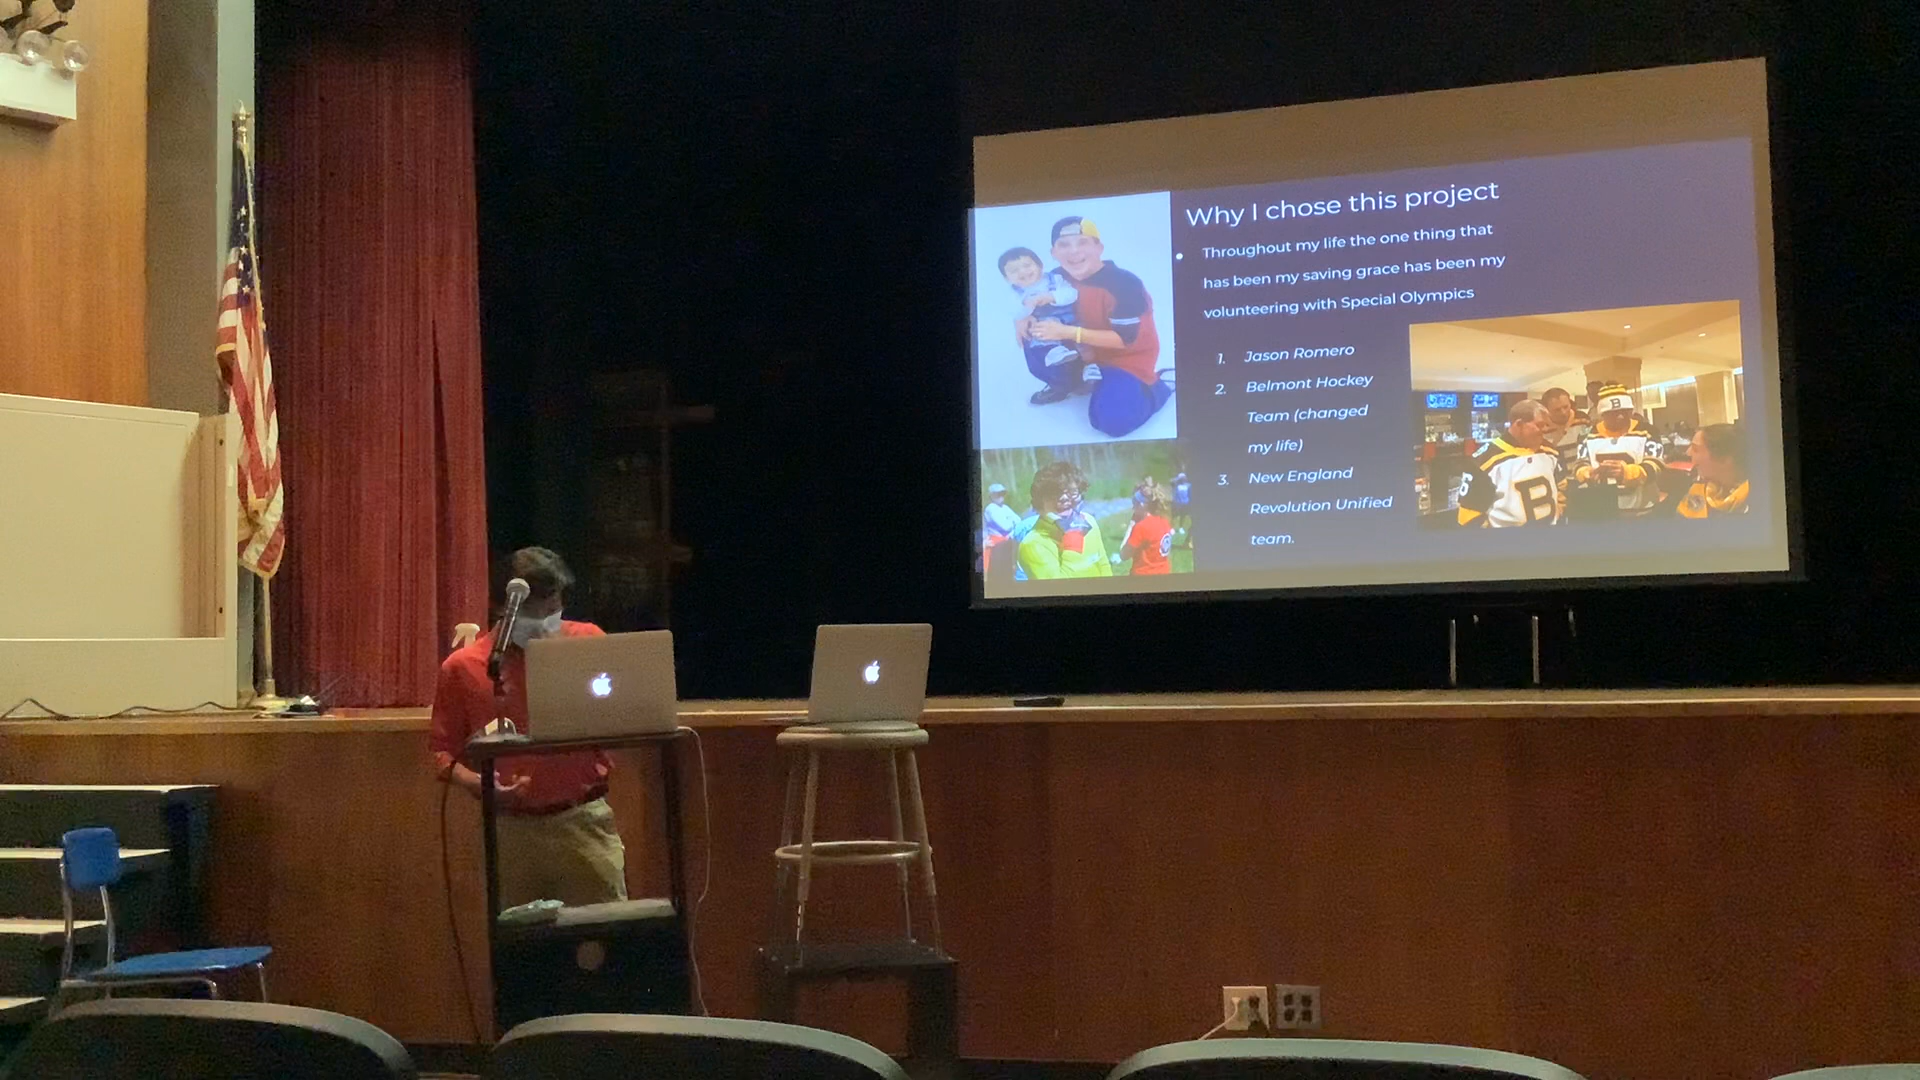 Why I chose this project
• Throughout my life the one thing that
has been my saving grace has been my
volunteering with Special Olympics
1. Jason Romero
2. Belmont Hockey
Team (changed
my life)
3. New England
Revolution Unified
team.
B
B